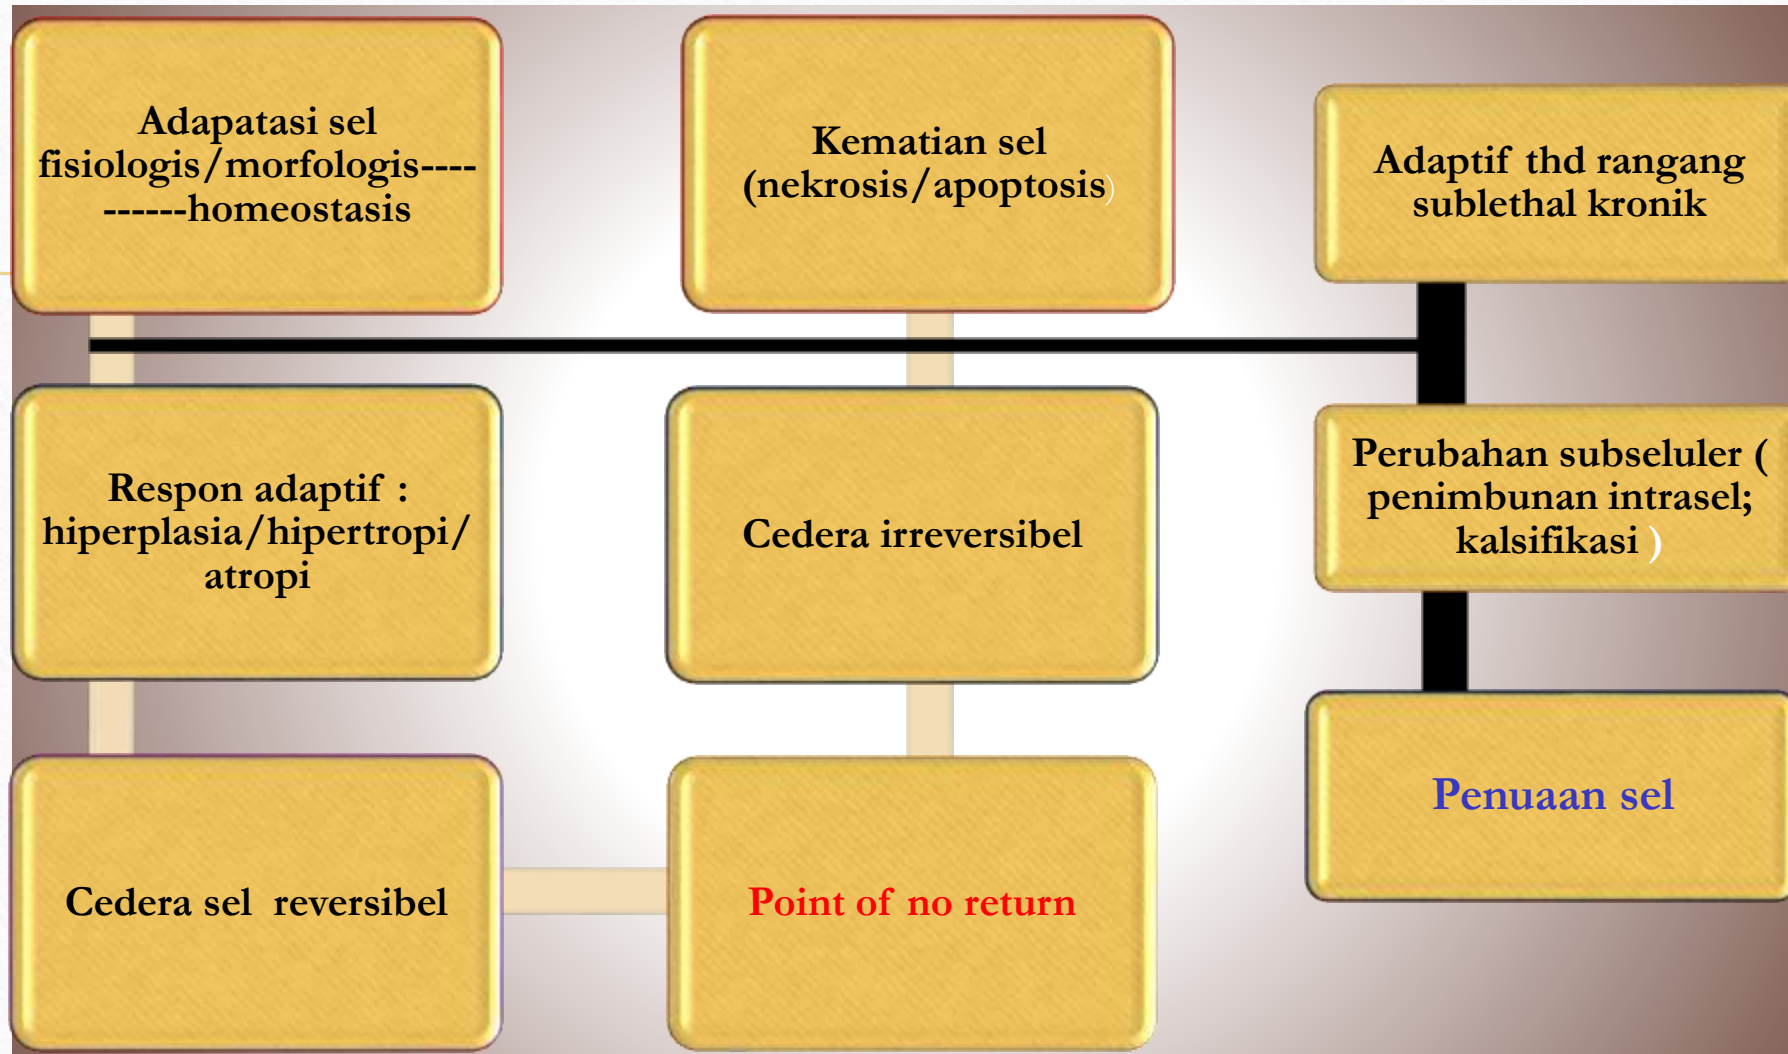 Adapatasi sel
fisiologis/morfologis----
------homeostasis
Respon adaptif :
hiperplasia/hipertropi/
atropi
Cedera sel reversibel
Point of no return
Cedera irreversibel
Kematian sel
(nekrosis/apoptosis)
Adaptif thd rangang
sublethal kronik
Perubahan subseluler (
penimbunan intrasel;
kalsifikasi )
Penuaan sel